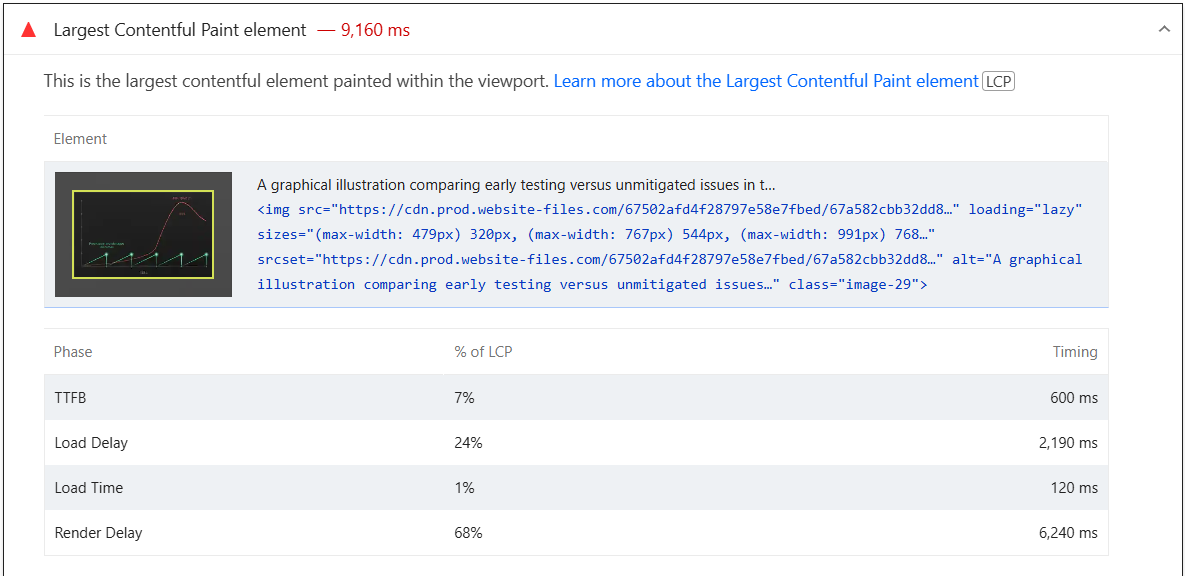 Largest Contentful Paint element — 9,160 ms
This is the largest contentful element painted within the viewport. Learn more about the Largest Contentful Paint element LCP
Element
A graphical illustration comparing early testing versus unmitigated issues in t...
<img src="https://cdn.prod.website-files.com/67502afd4f28797e58e7fbed/67a582cbb32dd8…" loading="lazy"
sizes="(max-width: 479px) 320px, (max-width: 767px) 544px, (max-width: 991px) 768…"
srcset="https://cdn.prod.website-files.com/67502afd4f28797e58e7fbed/67a582cbb32dd8…" alt="A graphical
illustration comparing early testing versus unmitigated issues…" class="image-29">
Phase % of LCP Timing
TTFB 7% 600 ms
Load Delay 24% 2,190 ms
Load Time 1% 120 ms
Render Delay 68% 6,240 ms